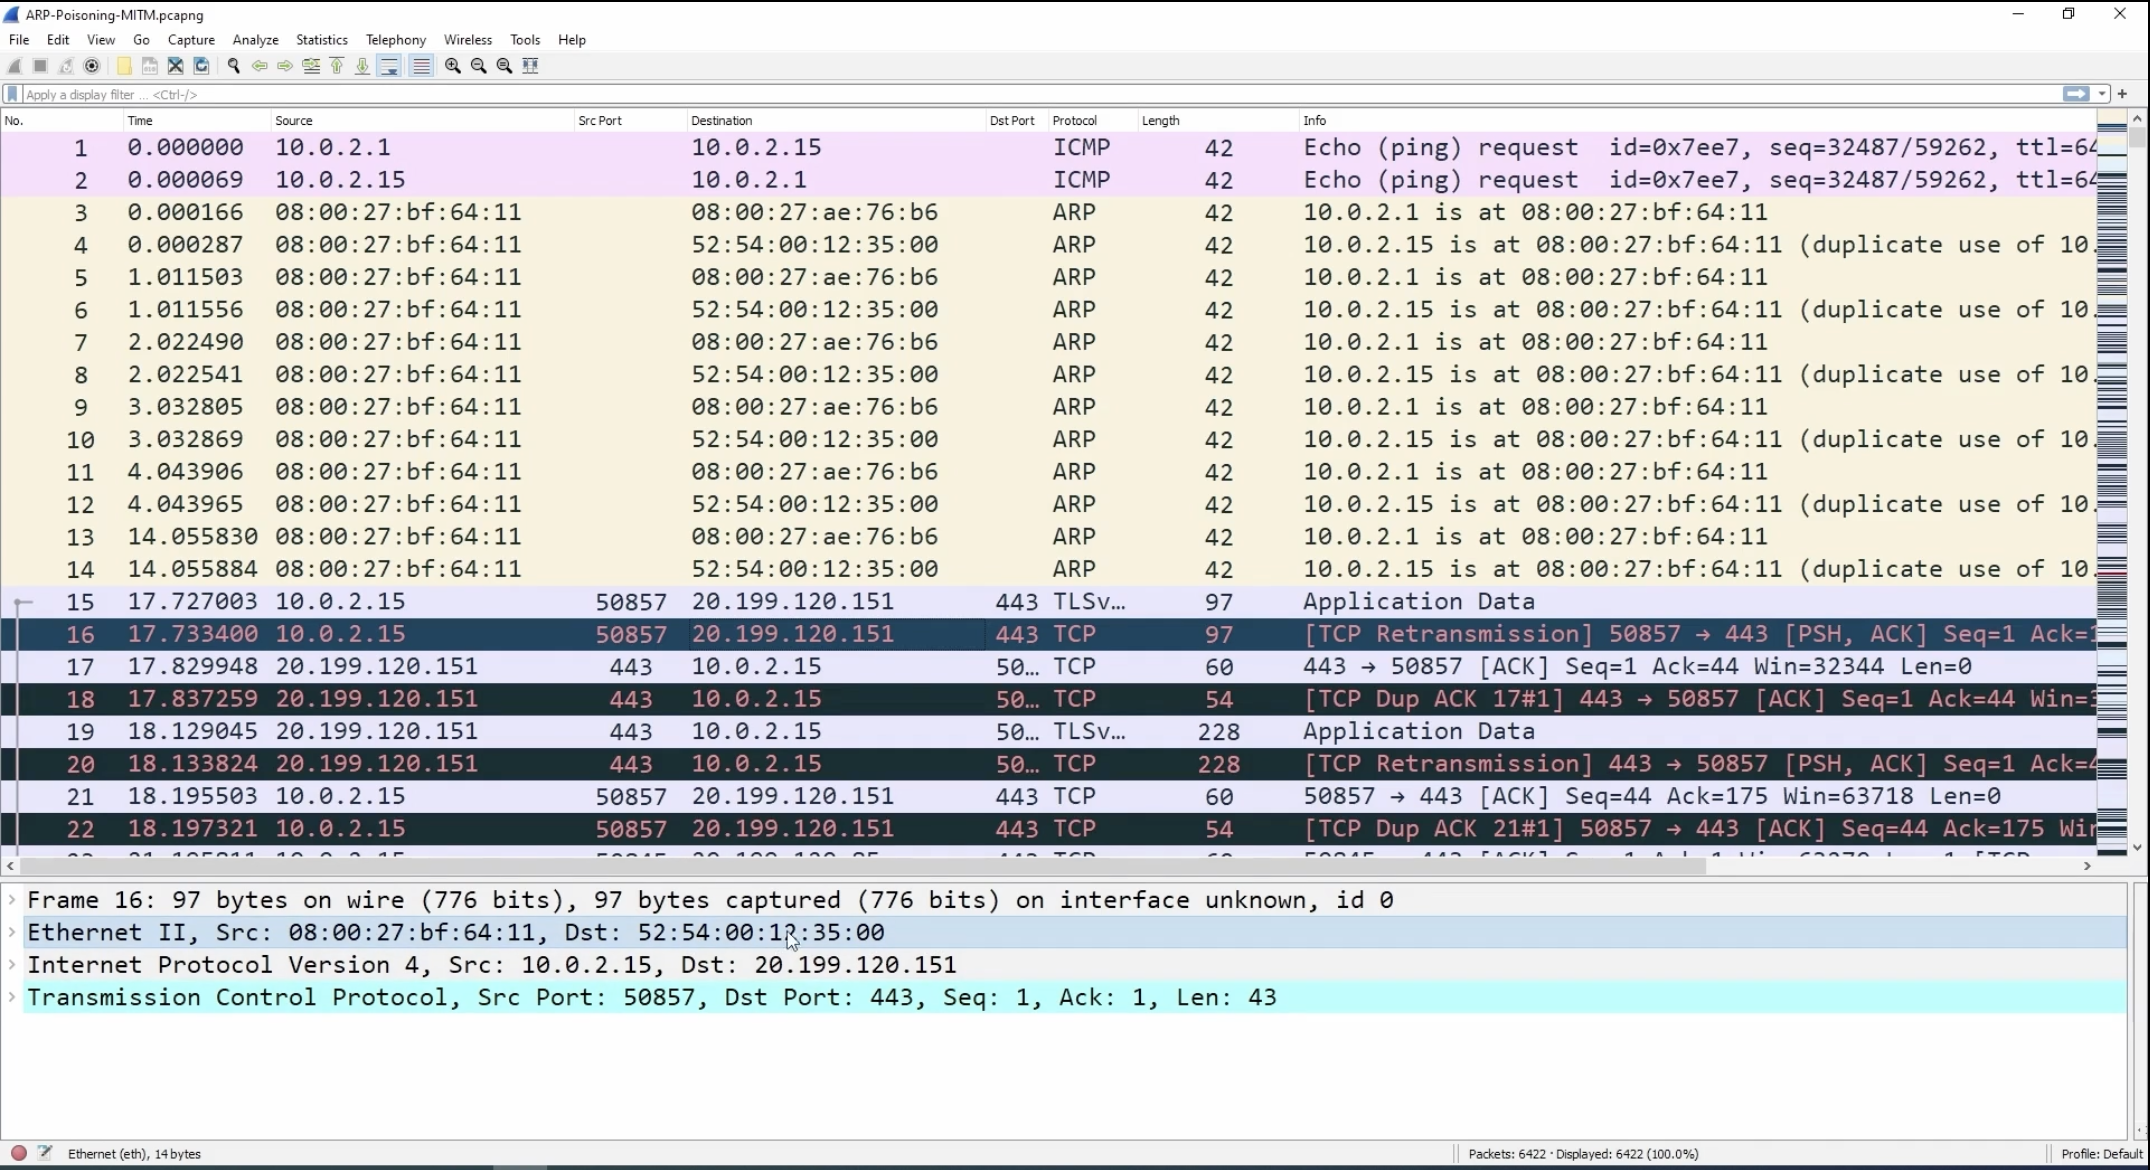 ARP-Poisoning-MITM.pcapng
File Edit View Go Capture Analyze Statistics Telephony Wireless Tools Help
Apply a display filter ... <Ctrl-/>
No. Time Source Src Port Destination Dst Port Protocol Length Info
1 0.000000 10.0.2.1 10.0.2.15 ICMP 42 Echo (ping) request id=0x7ee7, seq=32487/59262, ttl=64
2 0.000069 10.0.2.15 10.0.2.1 ICMP 42 Echo (ping) request id=0x7ee7, seq=32487/59262, ttl=64
3 0.000166 08:00:27:bf:64:11 08:00:27:ae:76:b6 ARP 42 10.0.2.1 is at 08:00:27:bf:64:11
4 0.000287 08:00:27:bf:64:11 52:54:00:12:35:00 ARP 42 10.0.2.15 is at 08:00:27:bf:64:11 (duplicate use of 10.
5 1.011503 08:00:27:bf:64:11 08:00:27:ae:76:b6 ARP 42 10.0.2.1 is at 08:00:27:bf:64:11
6 1.011556 08:00:27:bf:64:11 52:54:00:12:35:00 ARP 42 10.0.2.15 is at 08:00:27:bf:64:11 (duplicate use of 10.
7 2.022490 08:00:27:bf:64:11 08:00:27:ae:76:b6 ARP 42 10.0.2.1 is at 08:00:27:bf:64:11
8 2.022541 08:00:27:bf:64:11 52:54:00:12:35:00 ARP 42 10.0.2.15 is at 08:00:27:bf:64:11 (duplicate use of 10.
9 3.032805 08:00:27:bf:64:11 08:00:27:ae:76:b6 ARP 42 10.0.2.1 is at 08:00:27:bf:64:11
10 3.032869 08:00:27:bf:64:11 52:54:00:12:35:00 ARP 42 10.0.2.15 is at 08:00:27:bf:64:11 (duplicate use of 10.
11 4.043906 08:00:27:bf:64:11 08:00:27:ae:76:b6 ARP 42 10.0.2.1 is at 08:00:27:bf:64:11
12 4.043965 08:00:27:bf:64:11 52:54:00:12:35:00 ARP 42 10.0.2.15 is at 08:00:27:bf:64:11 (duplicate use of 10.
13 14.055830 08:00:27:bf:64:11 08:00:27:ae:76:b6 ARP 42 10.0.2.1 is at 08:00:27:bf:64:11
14 14.055884 08:00:27:bf:64:11 52:54:00:12:35:00 ARP 42 10.0.2.15 is at 08:00:27:bf:64:11 (duplicate use of 10.
15 17.727003 10.0.2.15 50857 20.199.120.151 443 TLSv… 97 Application Data
16 17.733400 10.0.2.15 50857 20.199.120.151 443 TCP 97 [TCP Retransmission] 50857 → 443 [PSH, ACK] Seq=1 Ack=1
17 17.829948 20.199.120.151 443 10.0.2.15 50… TCP 60 443 → 50857 [ACK] Seq=1 Ack=44 Win=32344 Len=0
18 17.837259 20.199.120.151 443 10.0.2.15 50… TCP 54 [TCP Dup ACK 17#1] 443 → 50857 [ACK] Seq=1 Ack=44 Win=3
19 18.129045 20.199.120.151 443 10.0.2.15 50… TLSv… 228 Application Data
20 18.133824 20.199.120.151 443 10.0.2.15 50… TCP 228 [TCP Retransmission] 443 → 50857 [PSH, ACK] Seq=1 Ack=4
21 18.195503 10.0.2.15 50857 20.199.120.151 443 TCP 60 50857 → 443 [ACK] Seq=44 Ack=175 Win=63718 Len=0
22 18.197321 10.0.2.15 50857 20.199.120.151 443 TCP 54 [TCP Dup ACK 21#1] 50857 → 443 [ACK] Seq=44 Ack=175 Win
Frame 16: 97 bytes on wire (776 bits), 97 bytes captured (776 bits) on interface unknown, id 0
Ethernet II, Src: 08:00:27:bf:64:11, Dst: 52:54:00:12:35:00
Internet Protocol Version 4, Src: 10.0.2.15, Dst: 20.199.120.151
Transmission Control Protocol, Src Port: 50857, Dst Port: 443, Seq: 1, Ack: 1, Len: 43
Ethernet (eth), 14 bytes Packets: 6422 · Displayed: 6422 (100.0%) Profile: Default